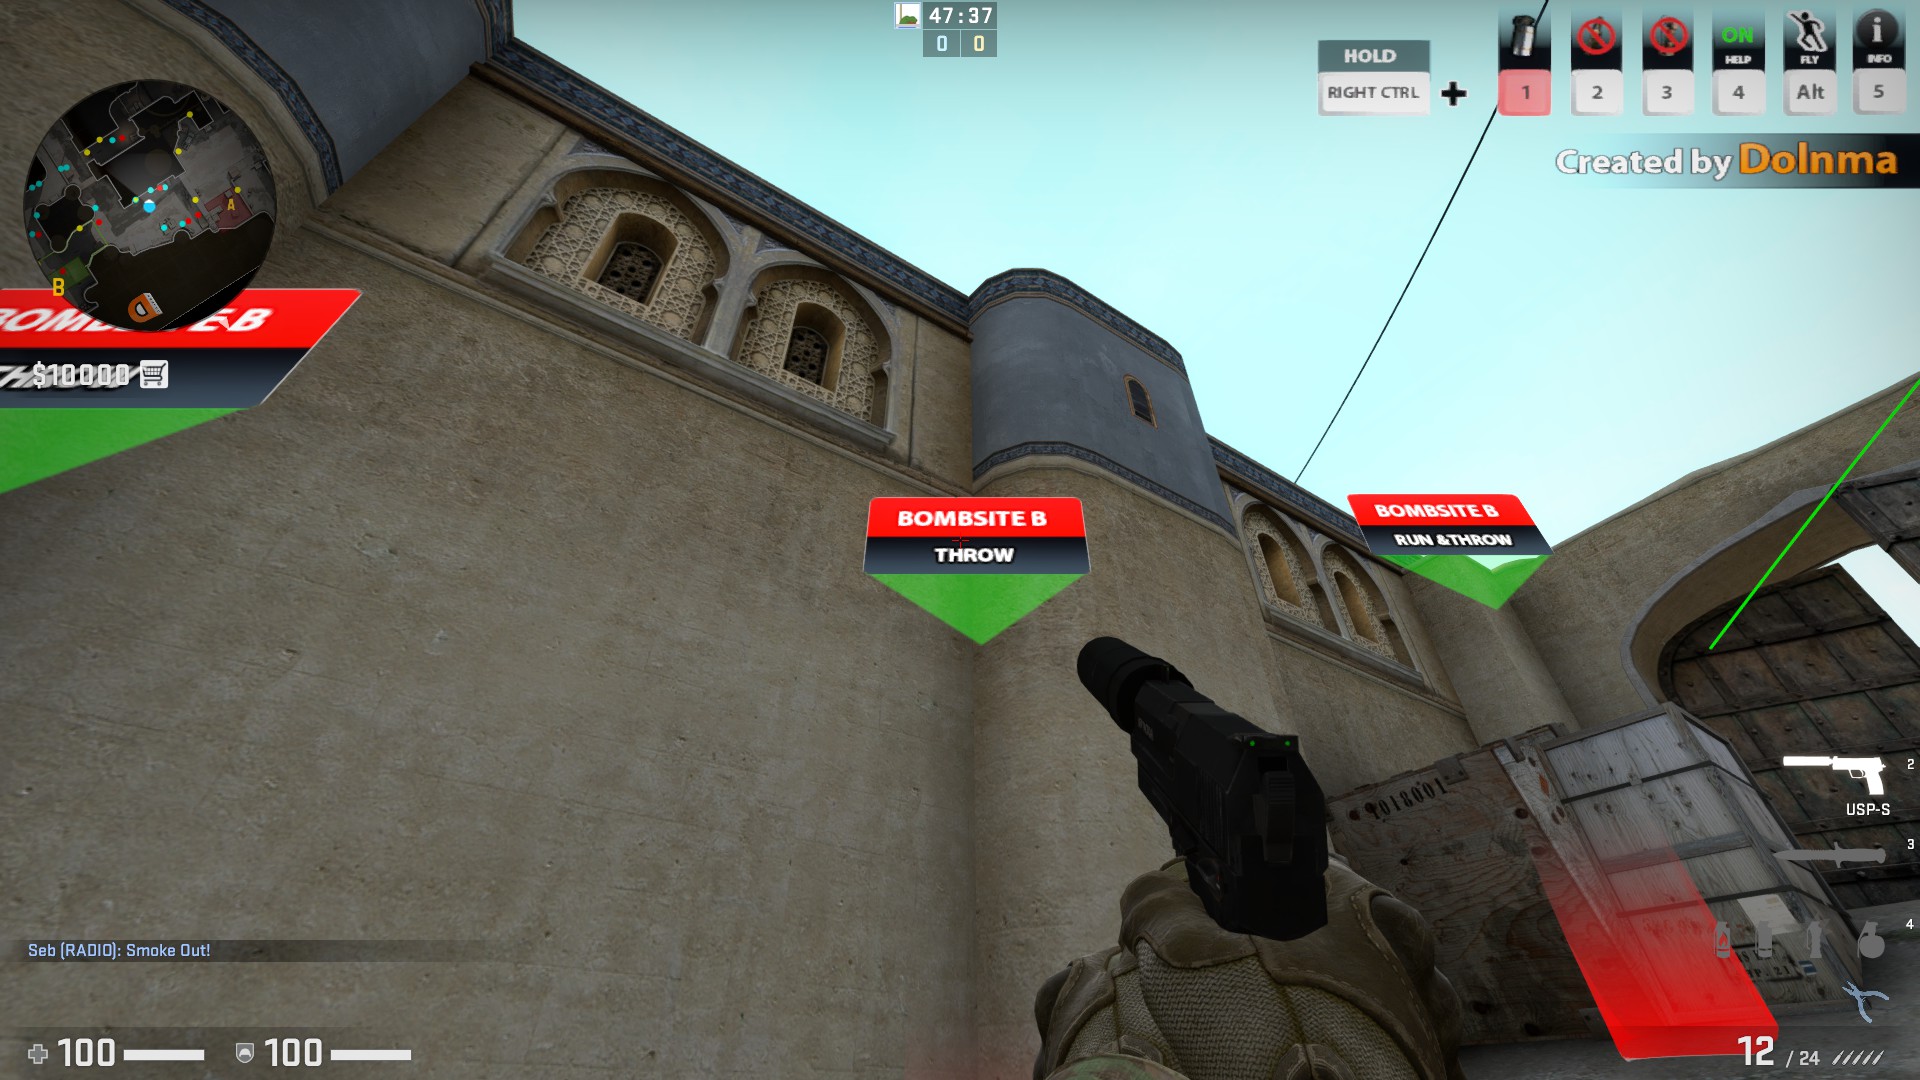 47:37
0 0
HOLD
RIGHT CTRL
1
2
3
ON
HELP
4
FLY
Alt
i
INFO
5
Created by Dolnma
A
B
$10000
BOMBSITE B
THROW
BOMBSITE B
RUN &THROW
1018001
2
USP-S
3
4
Seb (RADIO): Smoke Out!
100
100
12 / 24